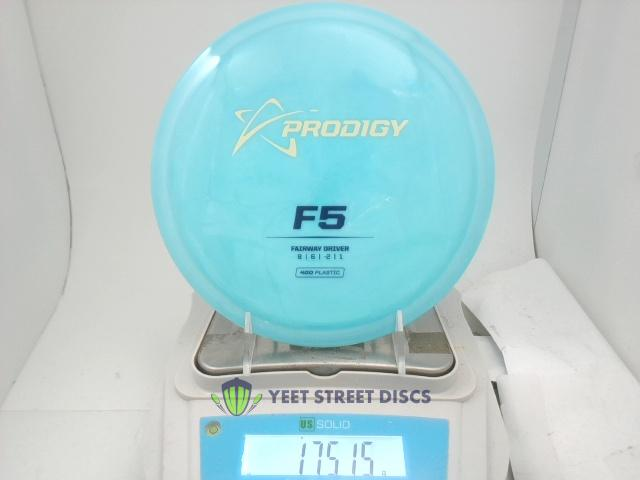 PRODIGY
F5
FAIRWAY DRIVER
8 | 6 | -2 | 1
400 PLASTIC
YEET STREET DISCS
US SOLID
175.15 g